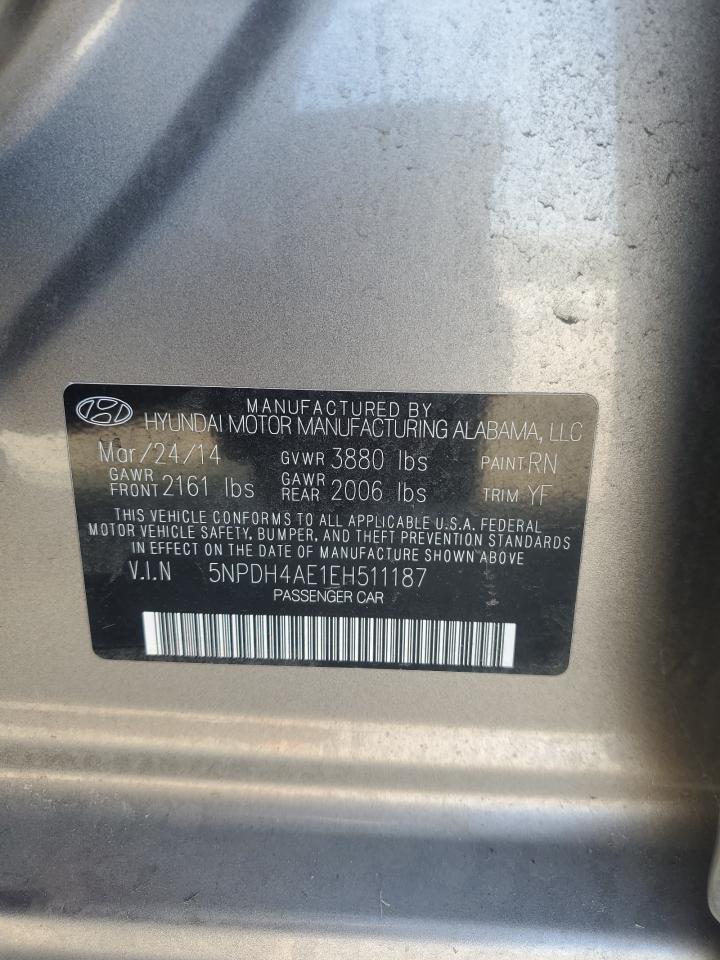 MANUFACTURED BY
HYUNDAI MOTOR MANUFACTURING ALABAMA, LLC
Mar/24/14 GVWR 3880 lbs PAINT RN
GAWR FRONT 2161 lbs GAWR REAR 2006 lbs TRIM YF
THIS VEHICLE CONFORMS TO ALL APPLICABLE U.S.A. FEDERAL
MOTOR VEHICLE SAFETY, BUMPER, AND THEFT PREVENTION STANDARDS
IN EFFECT ON THE DATE OF MANUFACTURE SHOWN ABOVE
V.I.N 5NPDH4AE1EH511187
PASSENGER CAR